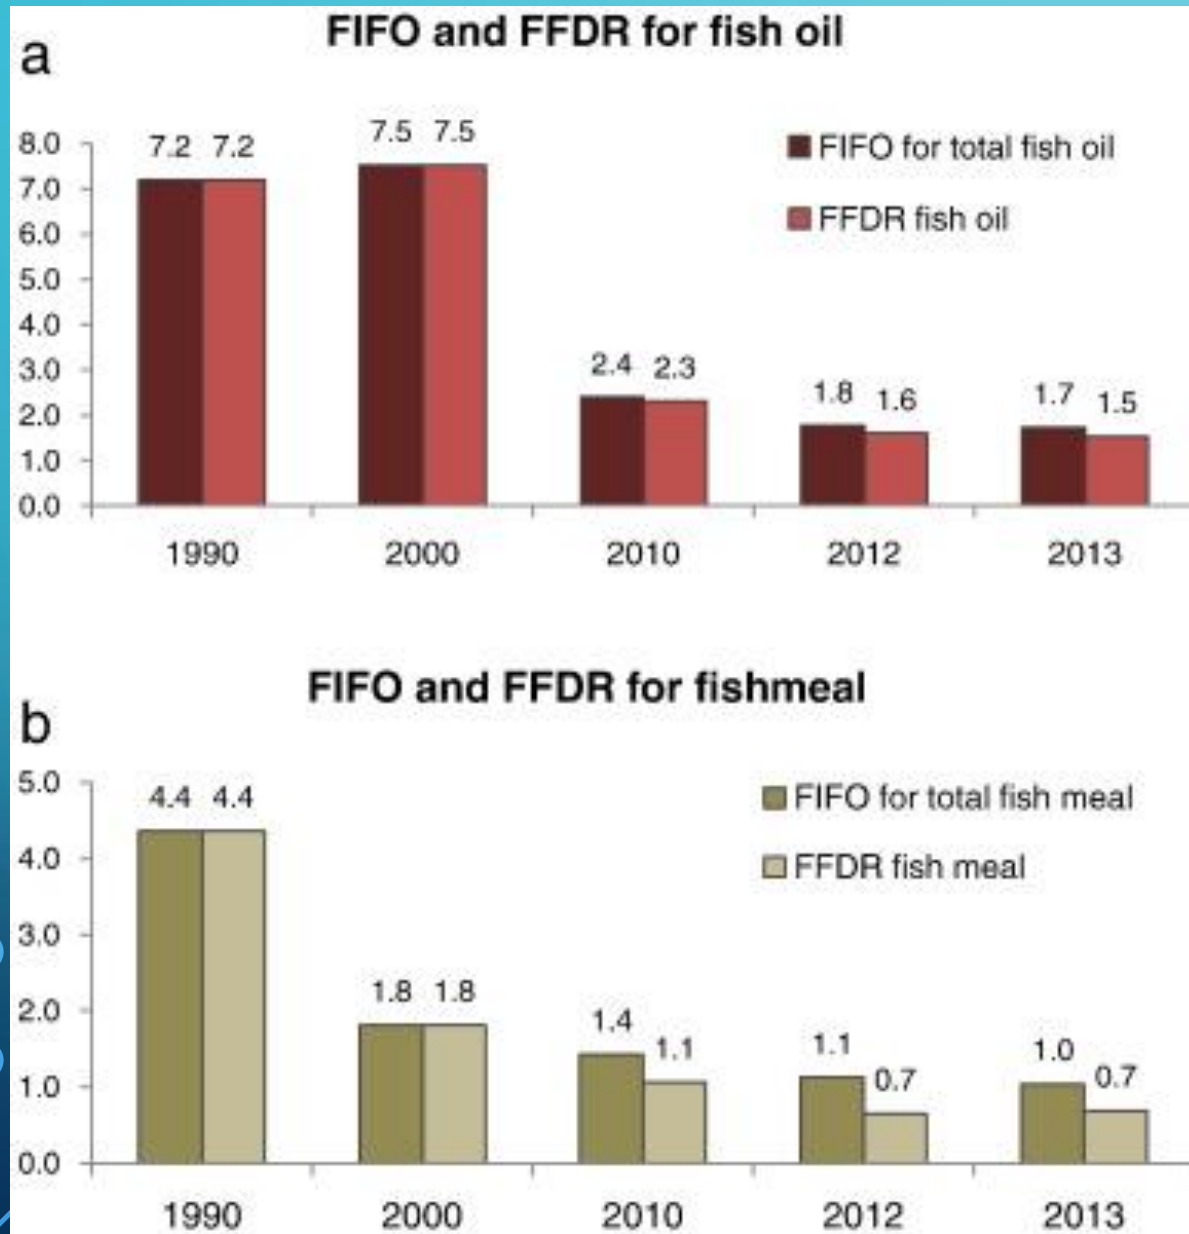 a
FIFO and FFDR for fish oil
8.0
7.0
6.0
5.0
4.0
3.0
2.0
1.0
0.0
7.2 7.2
7.5 7.5
2.4 2.3
1.8 1.6
1.7 1.5
FIFO for total fish oil
FFDR fish oil
1990 2000 2010 2012 2013
b
FIFO and FFDR for fishmeal
5.0
4.0
3.0
2.0
1.0
0.0
4.4 4.4
1.8 1.8
1.4 1.1
1.1 0.7
1.0 0.7
FIFO for total fish meal
FFDR fish meal
1990 2000 2010 2012 2013